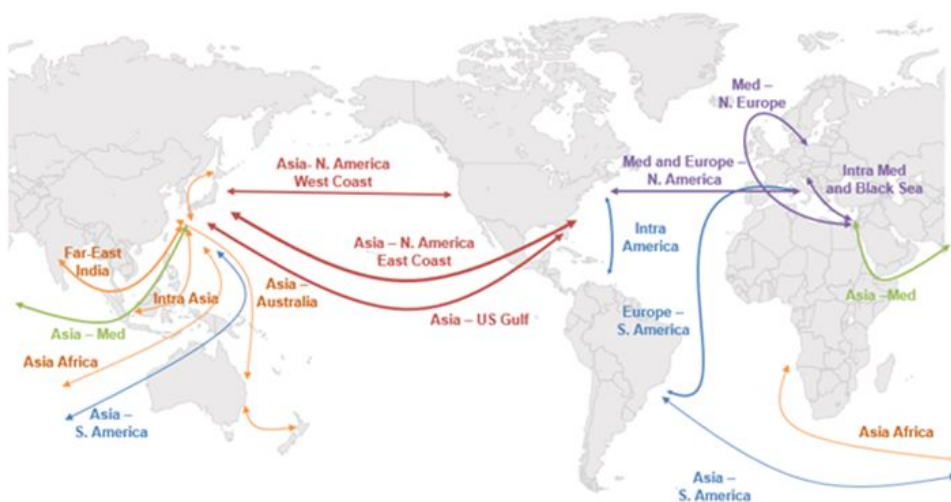 Med –
N. Europe
Asia- N. America
West Coast
Med and Europe –
N. America
Intra Med
and Black Sea
Intra
America
Asia – N. America
East Coast
Far-East
India
Intra Asia
Asia –
Australia
Asia – US Gulf
Europe –
S. America
Asia –Med
Asia – Med
Asia Africa
Asia –
S. America
Asia Africa
Asia –
S. America